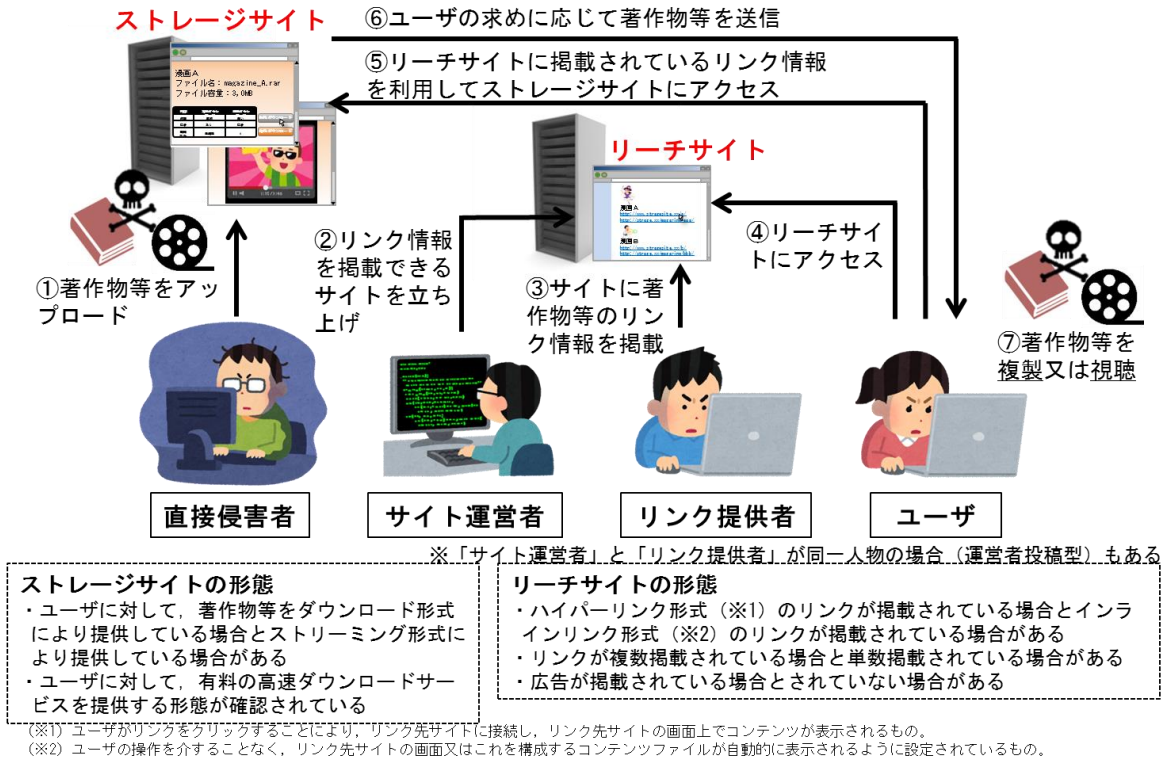 ストレージサイト
⑥ユーザの求めに応じて著作物等を送信
⑤リーチサイトに掲載されているリンク情報
を利用してストレージサイトにアクセス
漫画A
ファイル名：magazine_A.rar
ファイル容量：3,0MB
リーチサイト
漫画A
漫画B
①著作物等をアッ
プロード
②リンク情報
を掲載できる
サイトを立ち
上げ
③サイトに著
作物等のリン
ク情報を掲載
④リーチサイ
トにアクセス
⑦著作物等を
複製又は視聴
直接侵害者
サイト運営者
リンク提供者
ユーザ
※「サイト運営者」と「リンク提供者」が同一人物の場合（運営者投稿型）もある
ストレージサイトの形態
・ユーザに対して，著作物等をダウンロード形式
により提供している場合とストリーミング形式に
より提供している場合がある
・ユーザに対して，有料の高速ダウンロードサー
ビスを提供する形態が確認されている
リーチサイトの形態
・ハイパーリンク形式（※1）のリンクが掲載されている場合とインラ
インリンク形式（※2）のリンクが掲載されている場合がある
・リンクが複数掲載されている場合と単数掲載されている場合がある
・広告が掲載されている場合とされていない場合がある
（※1）ユーザがリンクをクリックすることにより，リンク先サイトに接続し，リンク先サイトの画面上でコンテンツが表示されるもの。
（※2）ユーザの操作を介することなく，リンク先サイトの画面又はこれを構成するコンテンツファイルが自動的に表示されるように設定されているもの。